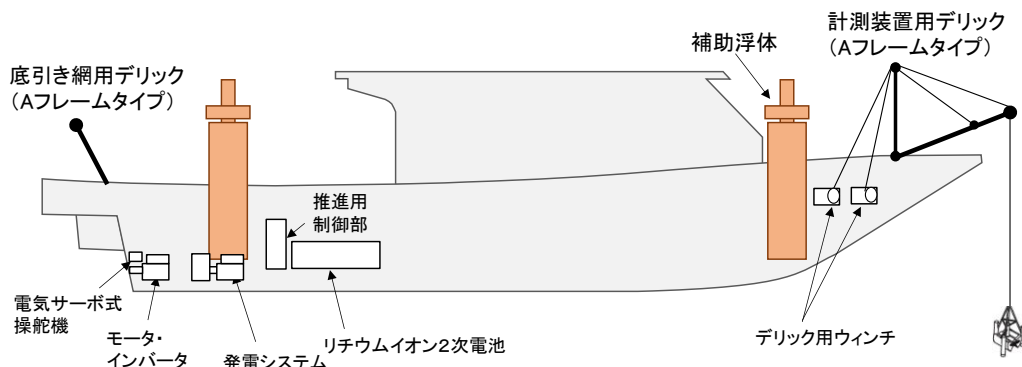 底引き網用デリック
（Aフレームタイプ）
補助浮体
計測装置用デリック
（Aフレームタイプ）
推進用
制御部
電気サーボ式
操舵機
モータ・
インバータ
発電システム
リチウムイオン2次電池
デリック用ウィンチ